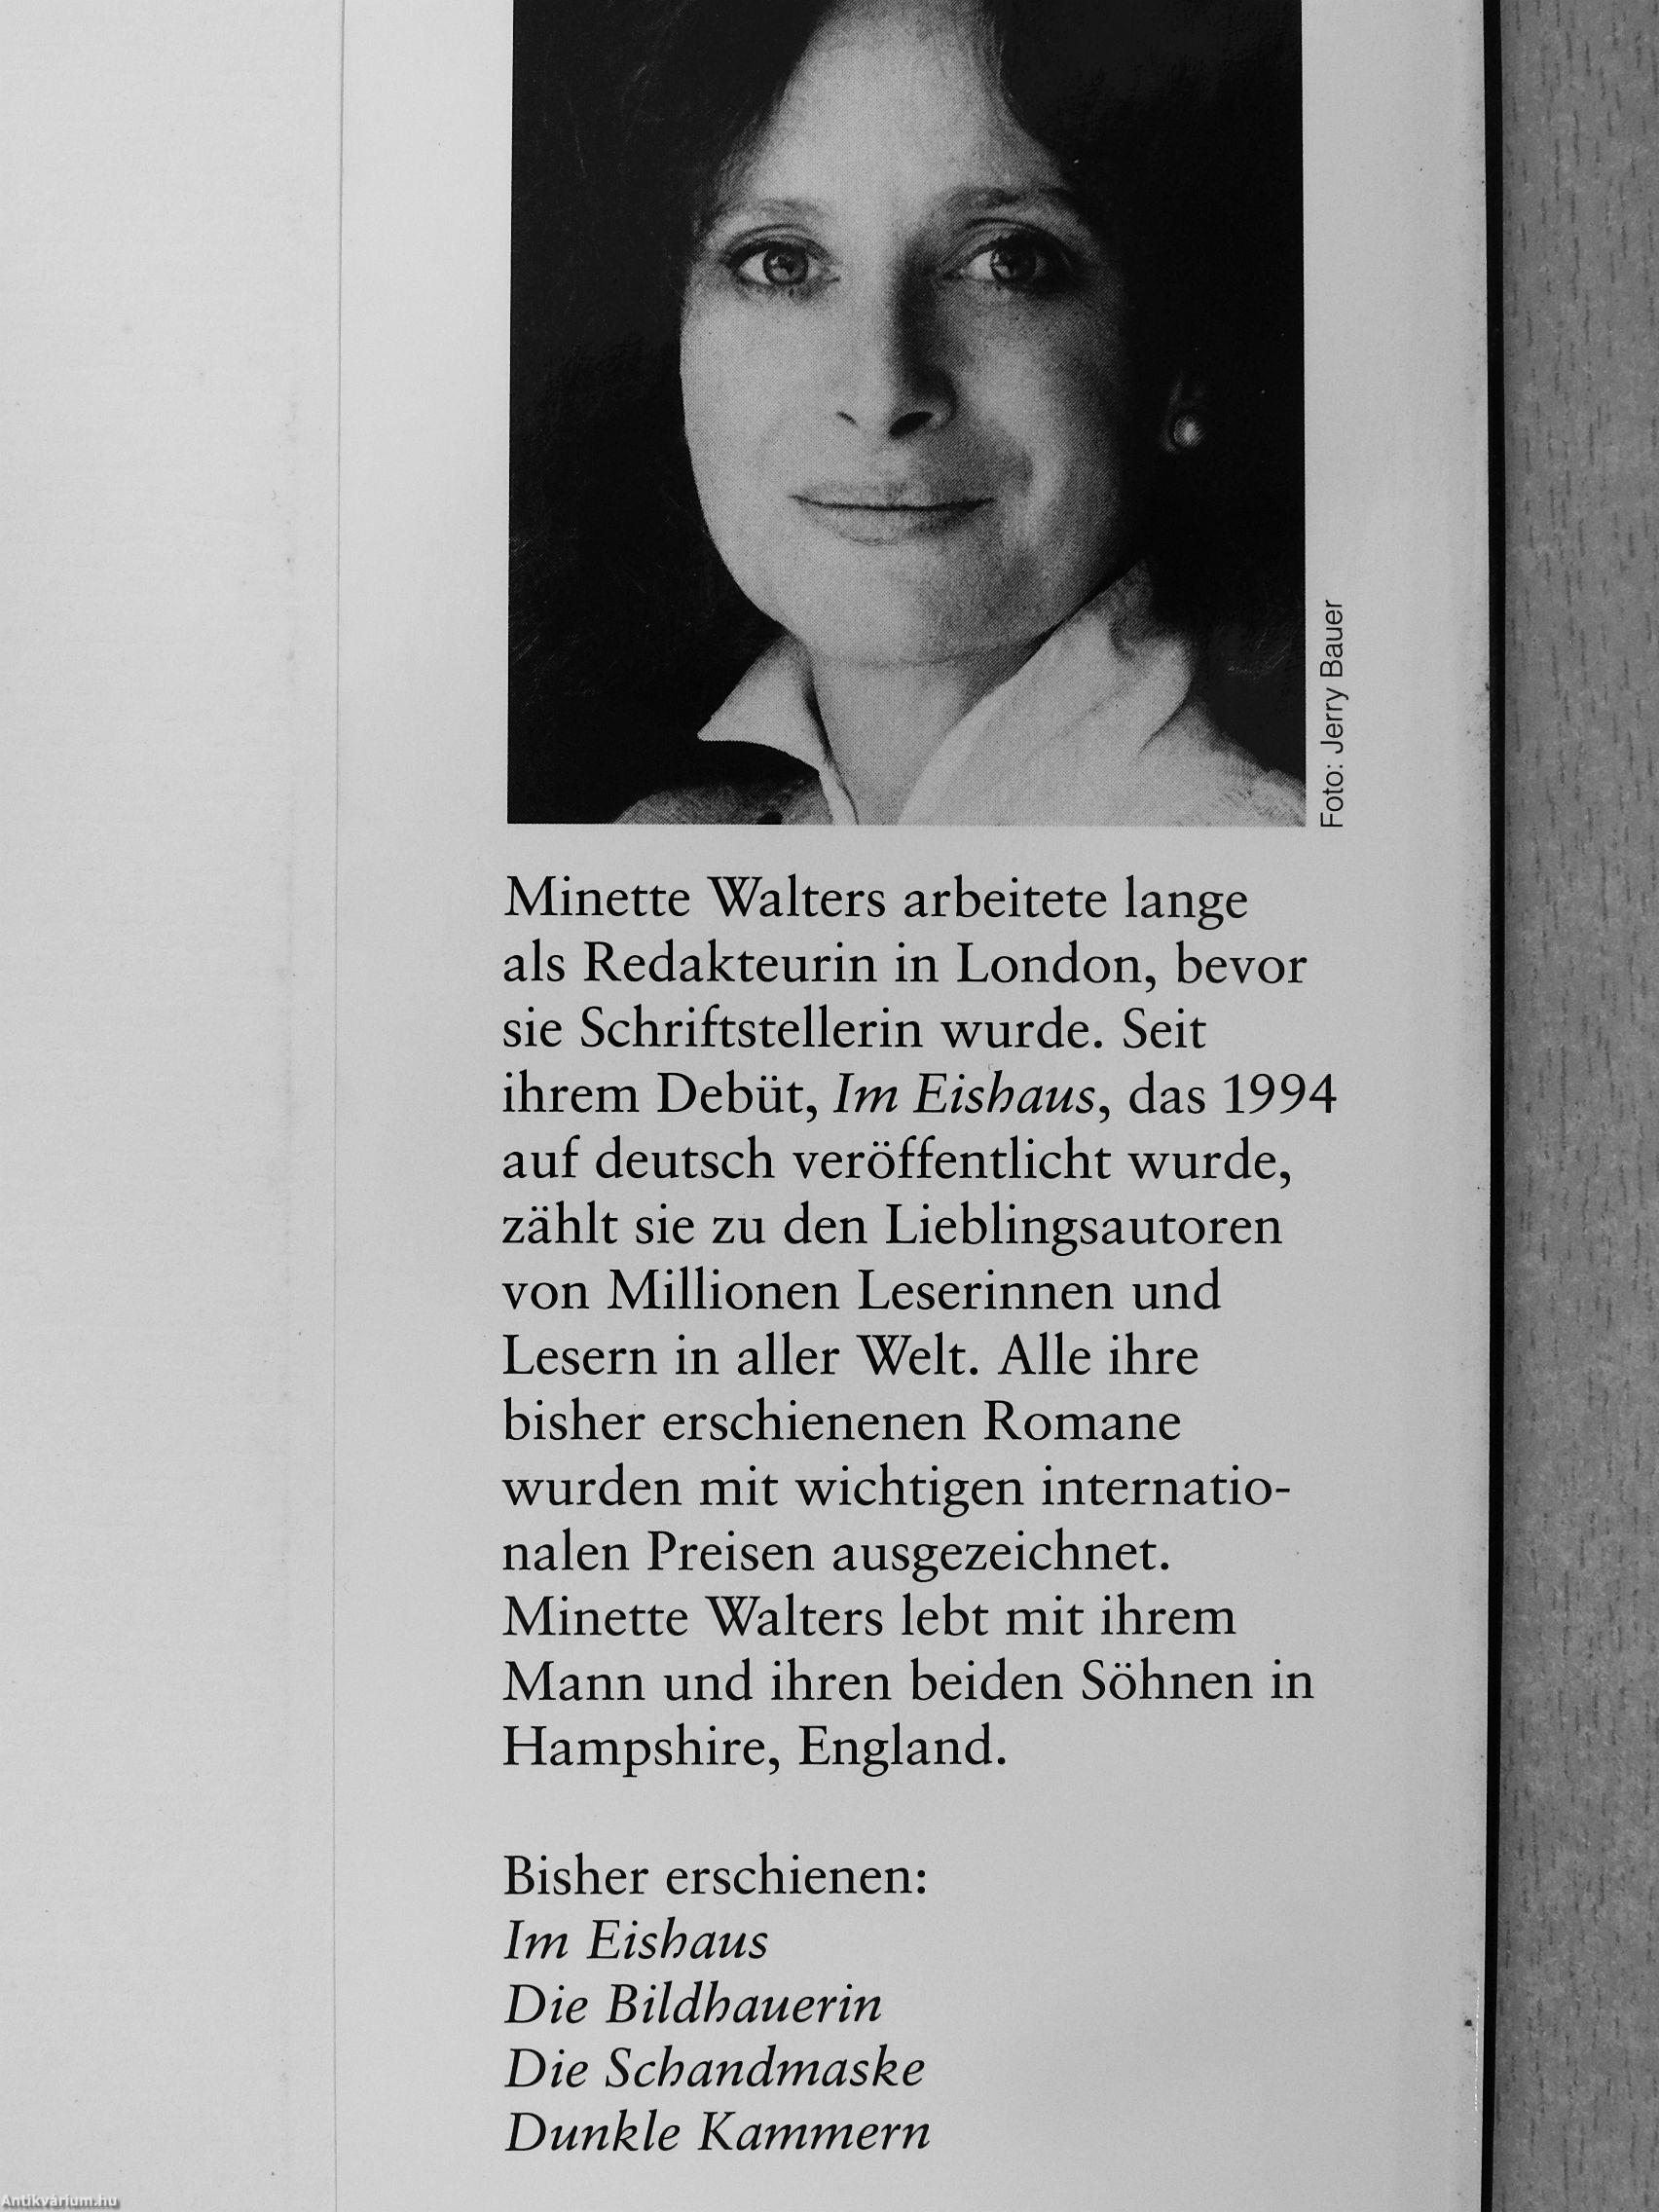 Foto: Jerry Bauer
Minette Walters arbeitete lange
als Redakteurin in London, bevor
sie Schriftstellerin wurde. Seit
ihrem Debüt, Im Eishaus, das 1994
auf deutsch veröffentlicht wurde,
zählt sie zu den Lieblingsautoren
von Millionen Leserinnen und
Lesern in aller Welt. Alle ihre
bisher erschienenen Romane
wurden mit wichtigen internatio-
nalen Preisen ausgezeichnet.
Minette Walters lebt mit ihrem
Mann und ihren beiden Söhnen in
Hampshire, England.
Bisher erschienen:
Im Eishaus
Die Bildhauerin
Die Schandmaske
Dunkle Kammern
Antikvárium.hu